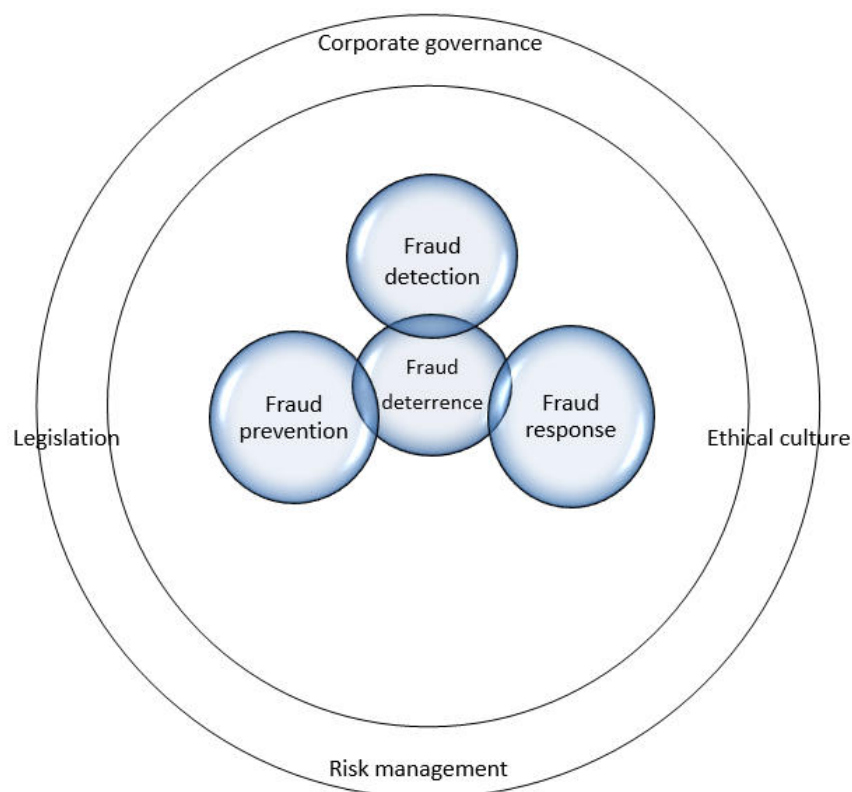 Corporate governance
Fraud
detection
Fraud
deterrence
Fraud
prevention
Fraud
response
Legislation
Ethical culture
Risk management